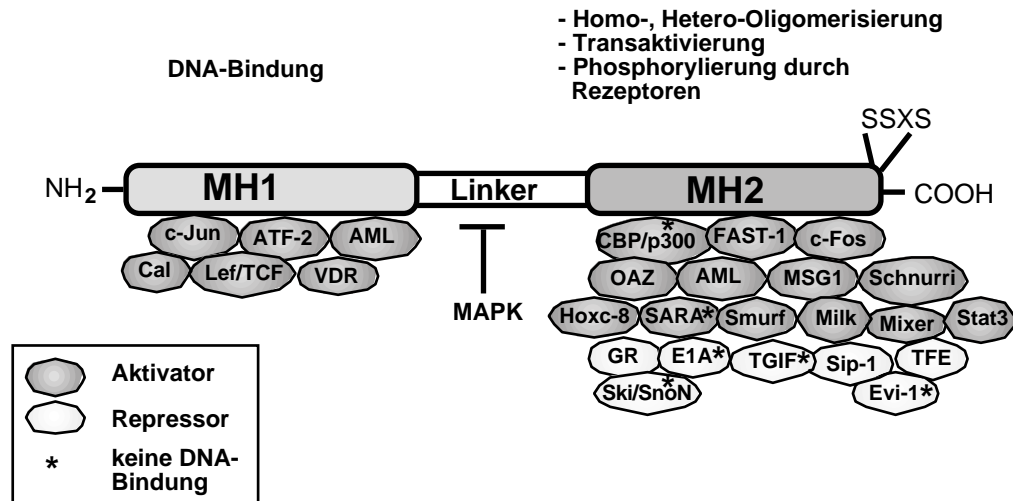 - Homo-, Hetero-Oligomerisierung
- Transaktivierung
- Phosphorylierung durch
Rezeptoren
DNA-Bindung
SSXS
NH2
MH1
Linker
MH2
COOH
c-Jun
ATF-2
AML
Cal
Lef/TCF
VDR
MAPK
CBP/p300*
FAST-1
c-Fos
OAZ
AML
MSG1
Schnurri
Hoxc-8
SARA*
Smurf
Milk
Mixer
Stat3
GR
E1A*
TGIF*
Sip-1
TFE
Ski/SnoN*
Evi-1*
Aktivator
Repressor
* keine DNA-
Bindung